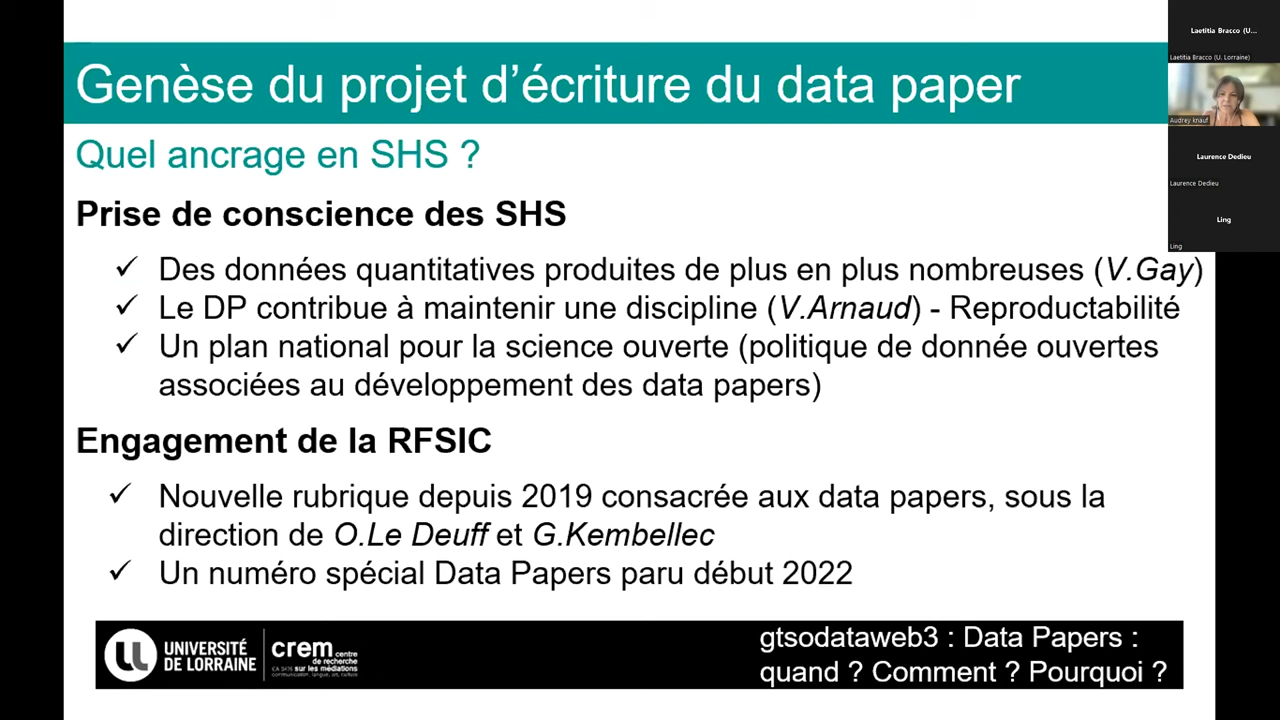 Genèse du projet d'écriture du data paper
Quel ancrage en SHS ?
Prise de conscience des SHS
✓ Des données quantitatives produites de plus en plus nombreuses (V.Gay)
✓ Le DP contribue à maintenir une discipline (V.Arnaud) - Reproductabilité
✓ Un plan national pour la science ouverte (politique de donnée ouvertes
associées au développement des data papers)
Engagement de la RFSIC
✓ Nouvelle rubrique depuis 2019 consacrée aux data papers, sous la
direction de O.Le Deuff et G.Kembellec
✓ Un numéro spécial Data Papers paru début 2022
UNIVERSITÉ
DE LORRAINE
crem
centre
de recherche
sur les médiations
communication, langue, art, culture
gtsodataweb3 : Data Papers :
quand ? Comment ? Pourquoi ?
Laetitia Bracco (U...
Laetitia Bracco (U. Lorraine)
Audrey knauf
Laurence Dedieu
Laurence Dedieu
Ling
Ling